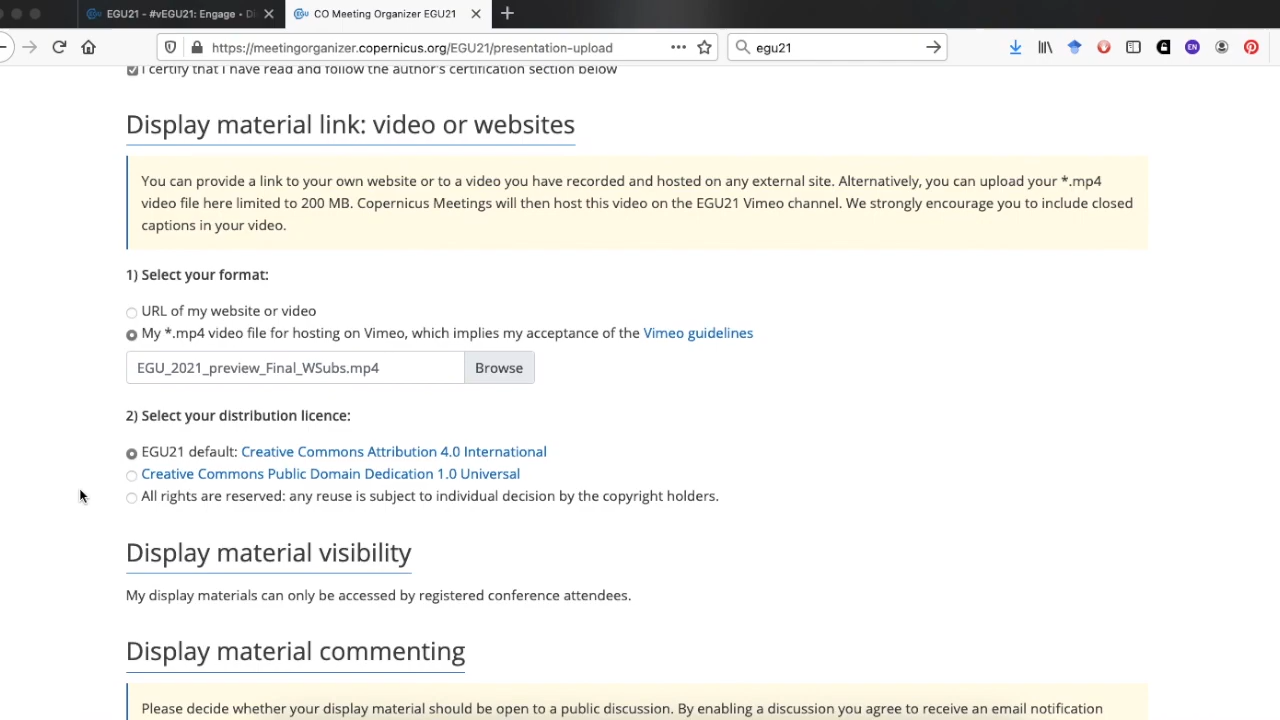 EGU21 - #vEGU21: Engage • Di
CO Meeting Organizer EGU21
https://meetingorganizer.copernicus.org/EGU21/presentation-upload
egu21
EN
I certify that I have read and follow the author's certification section below
Display material link: video or websites
You can provide a link to your own website or to a video you have recorded and hosted on any external site. Alternatively, you can upload your *.mp4
video file here limited to 200 MB. Copernicus Meetings will then host this video on the EGU21 Vimeo channel. We strongly encourage you to include closed
captions in your video.
1) Select your format:
URL of my website or video
My *.mp4 video file for hosting on Vimeo, which implies my acceptance of the Vimeo guidelines
EGU_2021_preview_Final_WSubs.mp4 Browse
2) Select your distribution licence:
EGU21 default: Creative Commons Attribution 4.0 International
Creative Commons Public Domain Dedication 1.0 Universal
All rights are reserved: any reuse is subject to individual decision by the copyright holders.
Display material visibility
My display materials can only be accessed by registered conference attendees.
Display material commenting
Please decide whether your display material should be open to a public discussion. By enabling a discussion you agree to receive an email notification